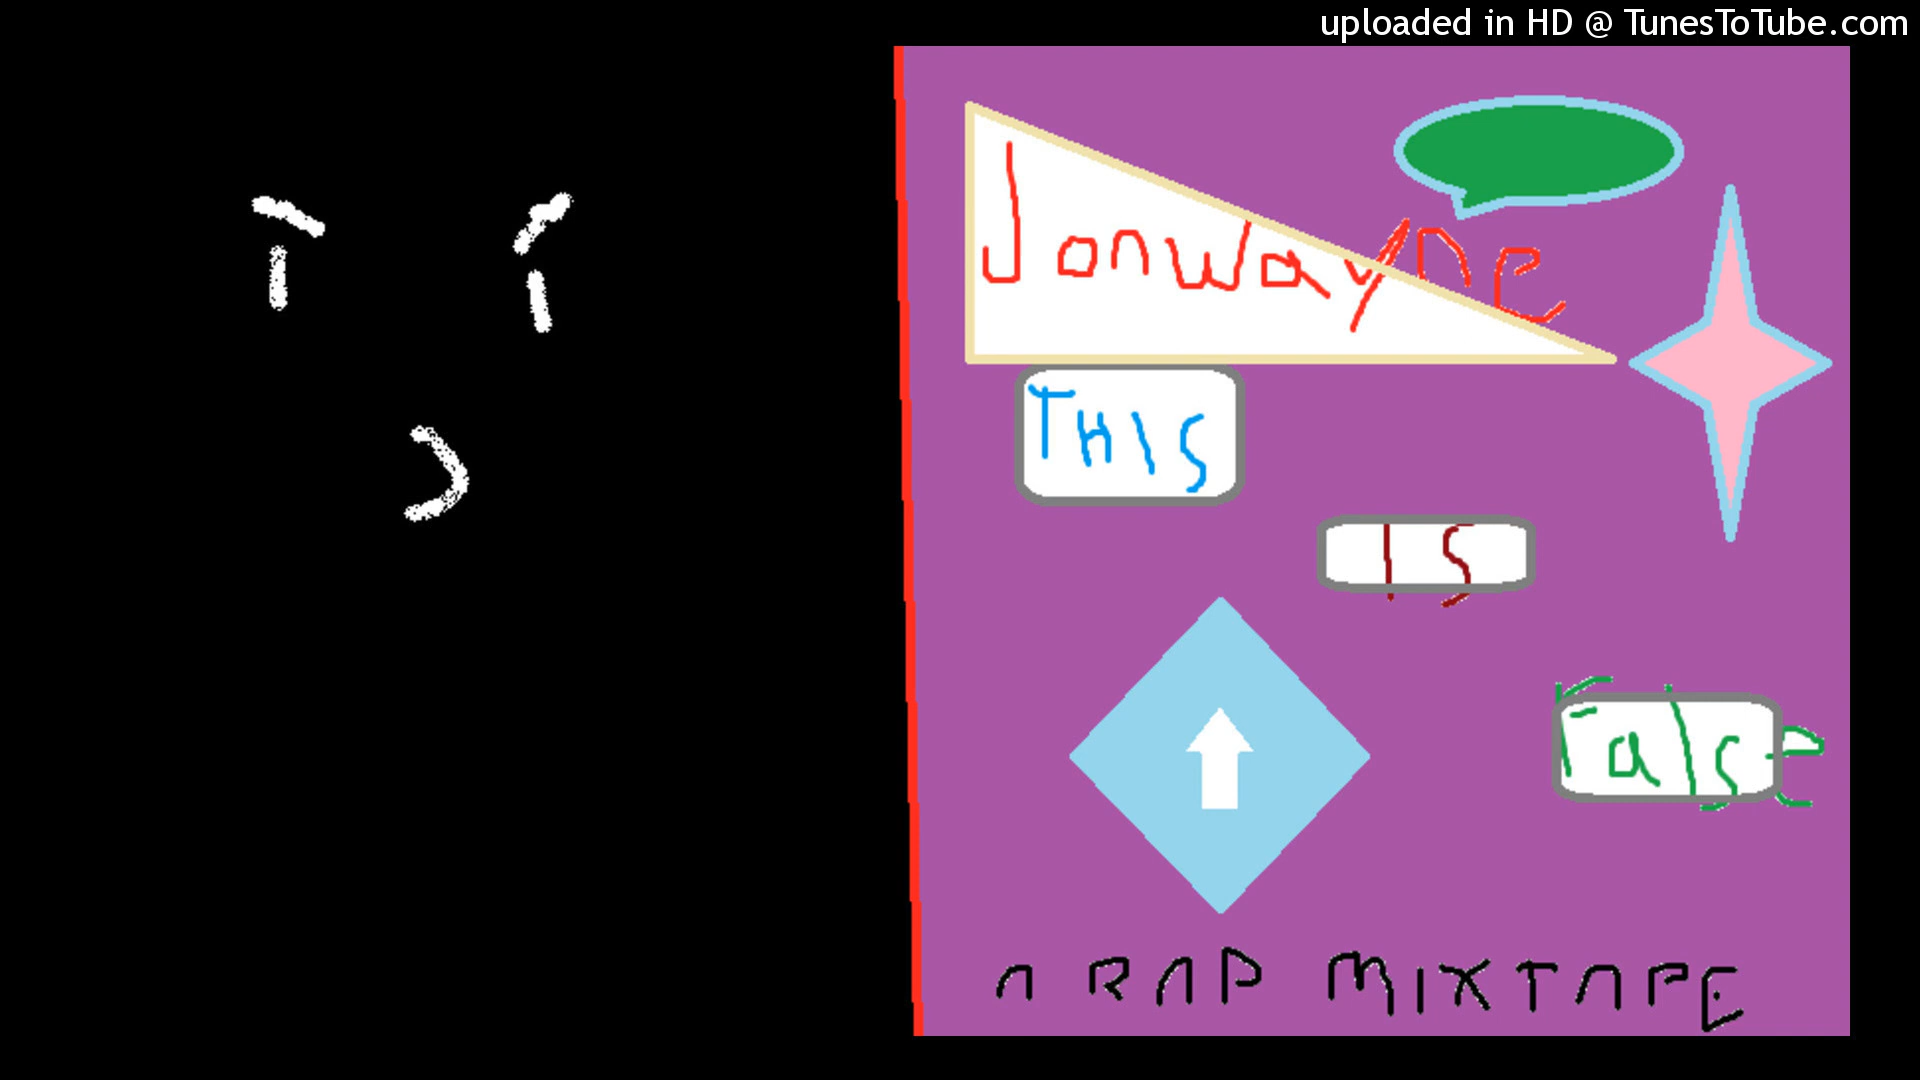 uploaded in HD @ TunesToTube.com
Jonwayne
THIS
IS
False
A RAP MIXTAPE